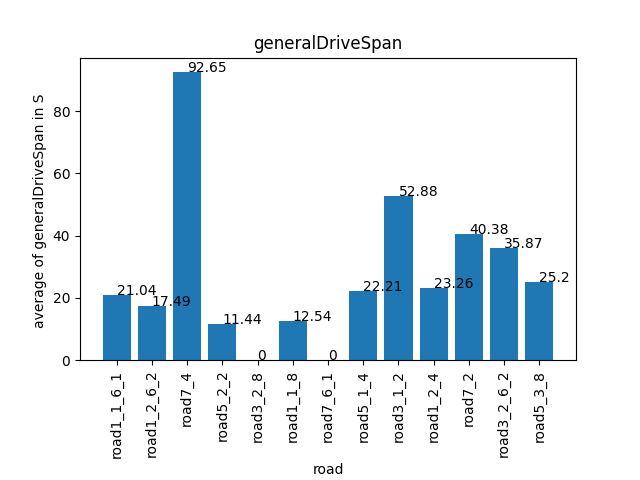 generalDriveSpan
average of generalDriveSpan in S
80
60
40
20
0
21.04
17.49
92.65
11.44
0
12.54
0
22.21
52.88
23.26
40.38
35.87
25.2
road1_1_6_1
road1_2_6_2
road7_4
road5_2_2
road3_2_8
road1_1_8
road7_6_1
road5_1_4
road3_1_2
road1_2_4
road7_2
road3_2_6_2
road5_3_8
road